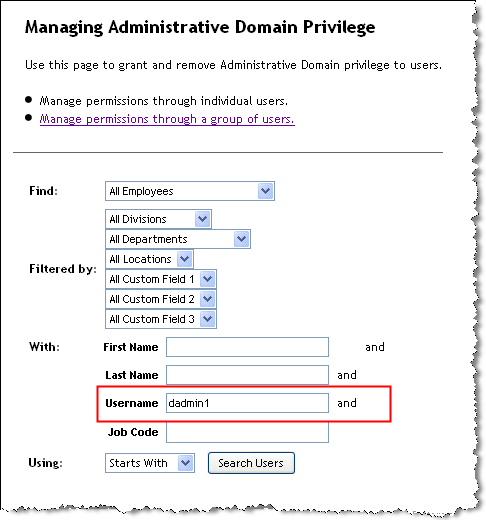 Managing Administrative Domain Privilege
Use this page to grant and remove Administrative Domain privilege to users.
Manage permissions through individual users.
Manage permissions through a group of users.
Find: All Employees
All Divisions
All Departments
Filtered by: All Locations
All Custom Field 1
All Custom Field 2
All Custom Field 3
With: First Name and
Last Name and
Username dadmin1 and
Job Code
Using: Starts With Search Users